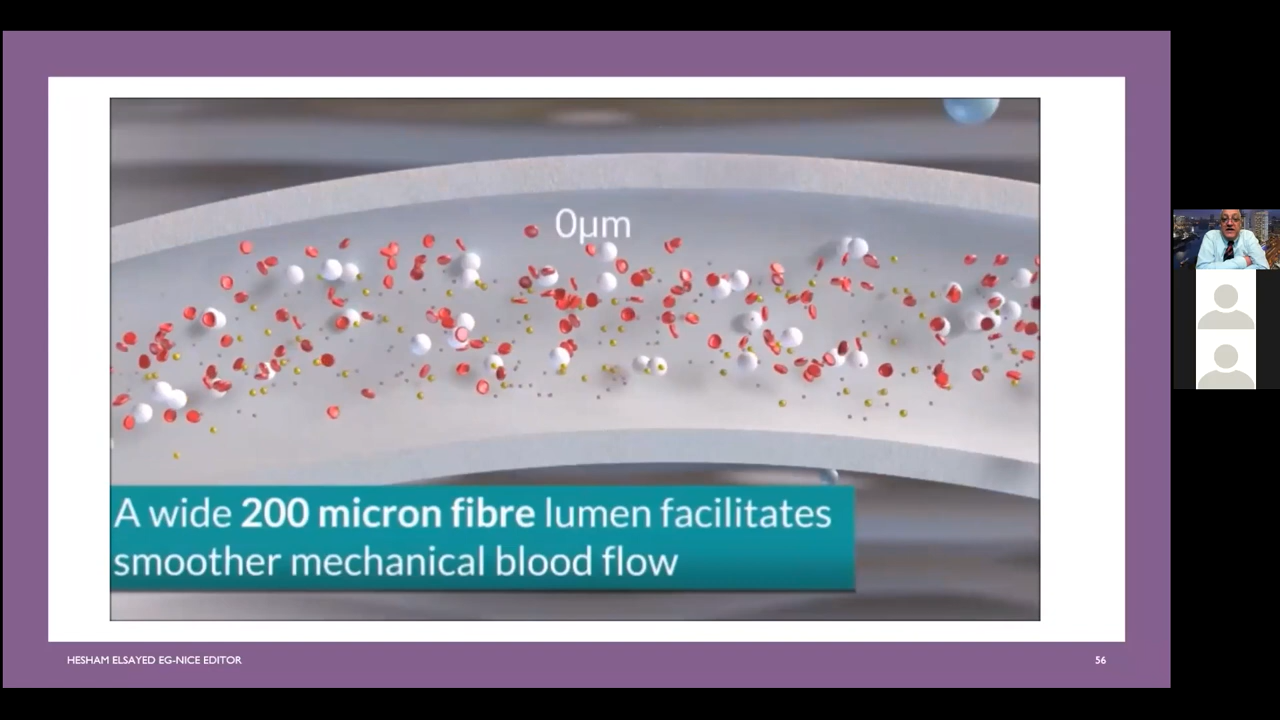 0µm
A wide 200 micron fibre lumen facilitates
smoother mechanical blood flow
HESHAM ELSAYED EG-NICE EDITOR
56